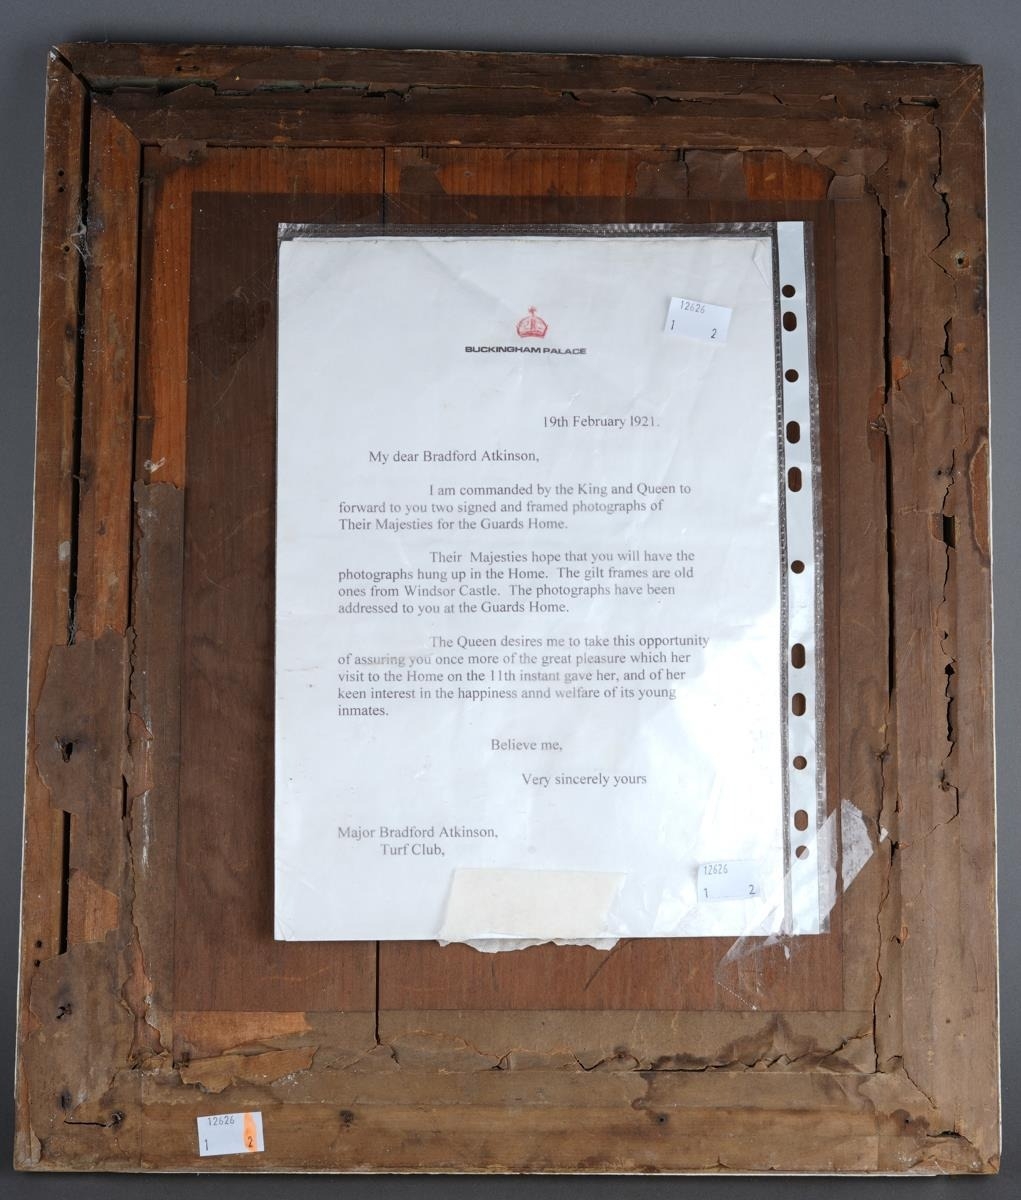 12626
1 2
BUCKINGHAM PALACE
19th February 1921.
My dear Bradford Atkinson,
I am commanded by the King and Queen to
forward to you two signed and framed photographs of
Their Majesties for the Guards Home.
Their Majesties hope that you will have the
photographs hung up in the Home. The gilt frames are old
ones from Windsor Castle. The photographs have been
addressed to you at the Guards Home.
The Queen desires me to take this opportunity
of assuring you once more of the great pleasure which her
visit to the Home on the 11th instant gave her, and of her
keen interest in the happiness annd welfare of its young
inmates.
Believe me,
Very sincerely yours
Major Bradford Atkinson,
Turf Club,
12626
1 2
12626
1 2